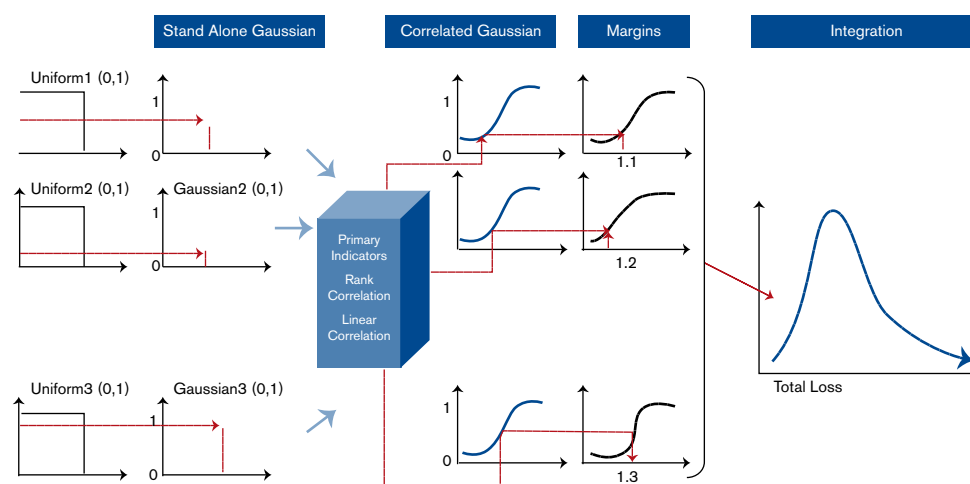 Stand Alone Gaussian
Correlated Gaussian
Margins
Integration
Uniform1 (0,1)
1
0
1
0
1.1
Uniform2 (0,1)
Gaussian2 (0,1)
1
0
1.2
Primary
Indicators
Rank
Correlation
Linear
Correlation
Total Loss
Uniform3 (0,1)
Gaussian3 (0,1)
1
0
1
0
1.3